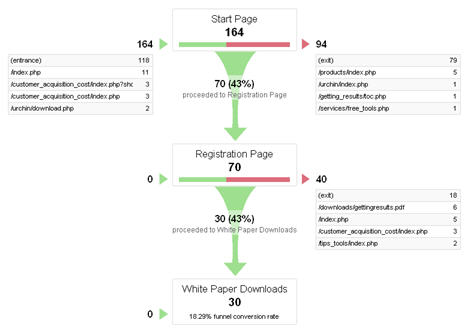 Start Page
164
164
94
(entrance) 118
/index.php 11
/customer_acquisition_cost/index.php?sho 3
/customer_acquisition_cost/index.php 3
/urchin/download.php 2
(exit) 79
/products/index.php 5
/urchin/index.php 1
/getting_results/toc.php 1
/services/free_tools.php 1
70 (43%)
proceeded to Registration Page
Registration Page
70
0
40
(exit) 18
/downloads/gettingresults.pdf 6
/index.php 5
/customer_acquisition_cost/index.php 3
/tips_tools/index.php 2
30 (43%)
proceeded to White Paper Downloads
White Paper Downloads
30
0
18.29% funnel conversion rate